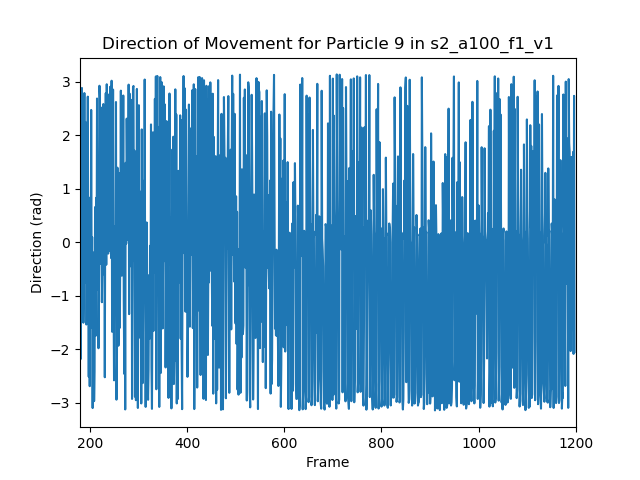 Direction of Movement for Particle 9 in s2_a100_f1_v1
3
2
1
0
−1
−2
−3
Direction (rad)
200 400 600 800 1000 1200
Frame